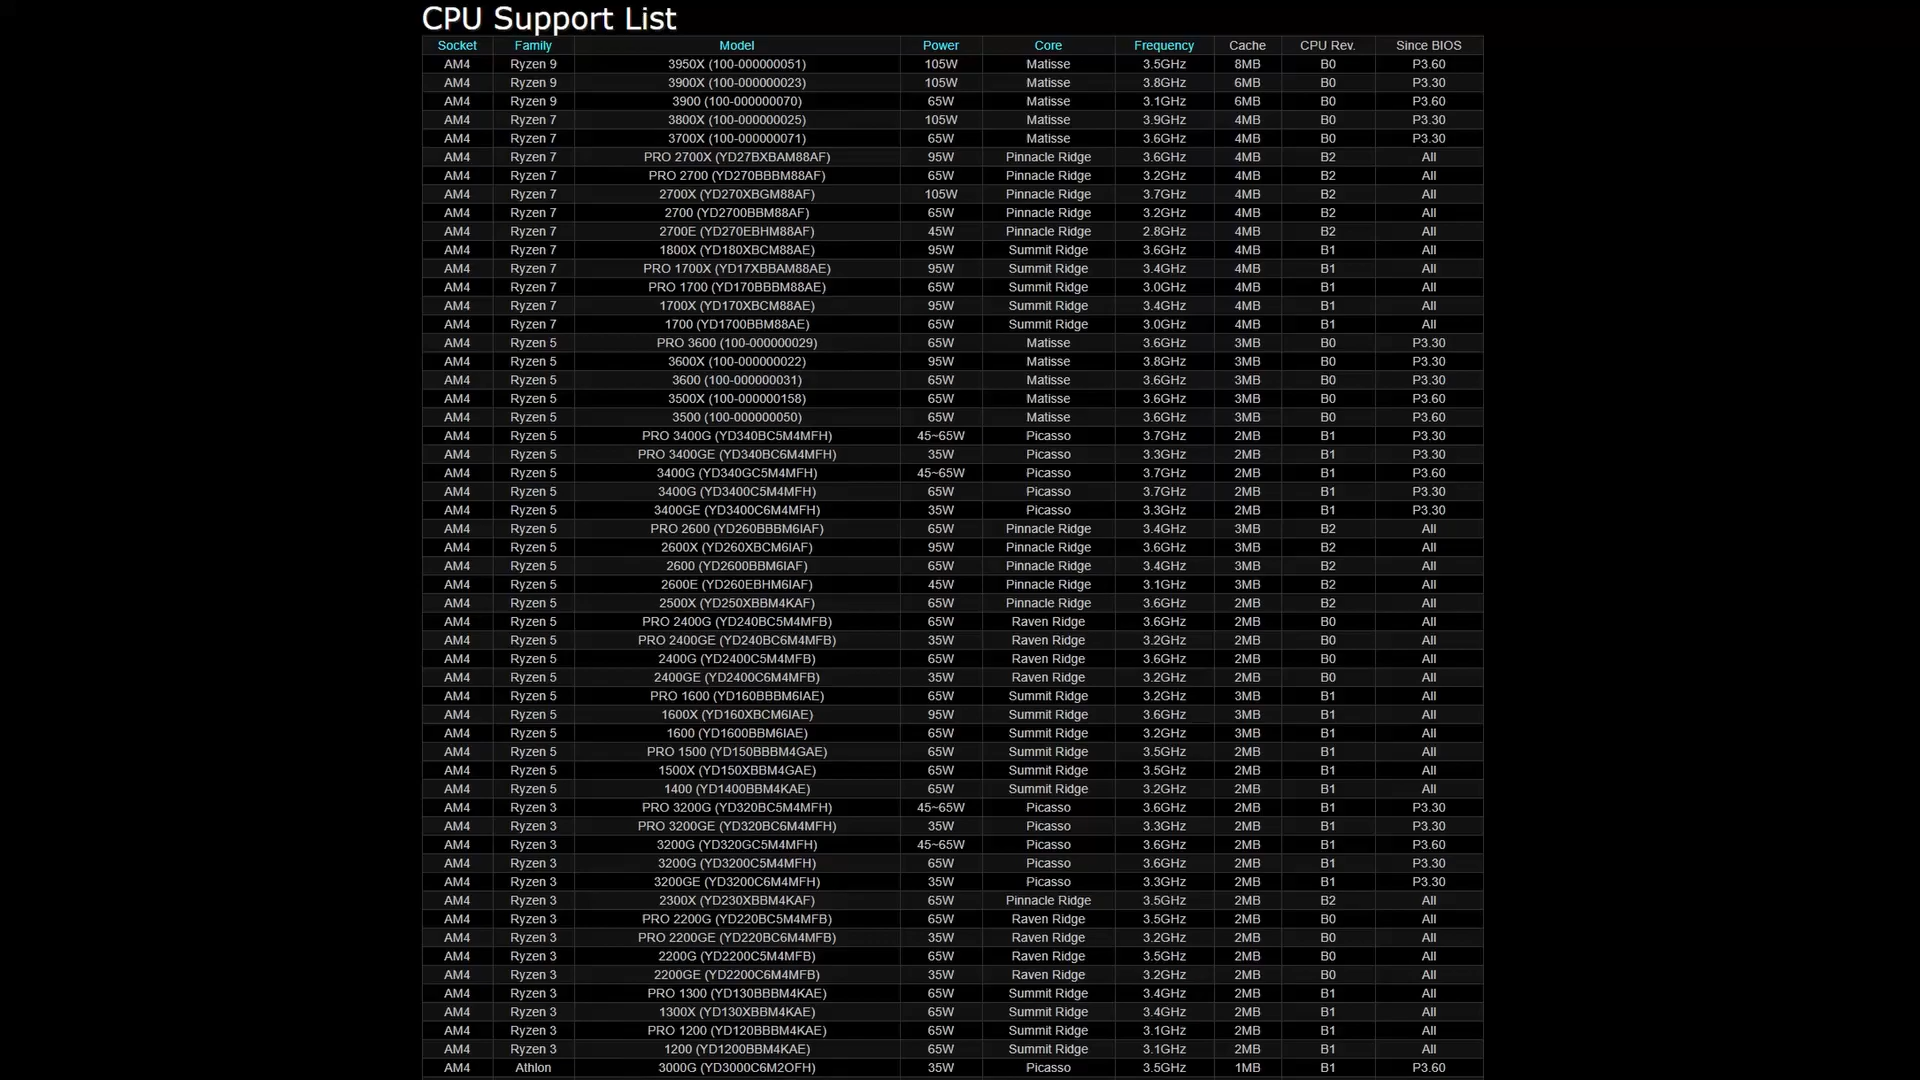 CPU Support List
Socket Family Model Power Core Frequency Cache CPU Rev. Since BIOS
AM4 Ryzen 9 3950X (100-000000051) 105W Matisse 3.5GHz 8MB B0 P3.60
AM4 Ryzen 9 3900X (100-000000023) 105W Matisse 3.8GHz 6MB B0 P3.30
AM4 Ryzen 9 3900 (100-000000070) 65W Matisse 3.1GHz 6MB B0 P3.60
AM4 Ryzen 7 3800X (100-000000025) 105W Matisse 3.9GHz 4MB B0 P3.30
AM4 Ryzen 7 3700X (100-000000071) 65W Matisse 3.6GHz 4MB B0 P3.30
AM4 Ryzen 7 PRO 2700X (YD27BXBAM88AF) 95W Pinnacle Ridge 3.6GHz 4MB B2 All
AM4 Ryzen 7 PRO 2700 (YD270BBBM88AF) 65W Pinnacle Ridge 3.2GHz 4MB B2 All
AM4 Ryzen 7 2700X (YD270XBGM88AF) 105W Pinnacle Ridge 3.7GHz 4MB B2 All
AM4 Ryzen 7 2700 (YD2700BBM88AF) 65W Pinnacle Ridge 3.2GHz 4MB B2 All
AM4 Ryzen 7 2700E (YD270EBHM88AF) 45W Pinnacle Ridge 2.8GHz 4MB B2 All
AM4 Ryzen 7 1800X (YD180XBCM88AE) 95W Summit Ridge 3.6GHz 4MB B1 All
AM4 Ryzen 7 PRO 1700X (YD17XBBAM88AE) 95W Summit Ridge 3.4GHz 4MB B1 All
AM4 Ryzen 7 PRO 1700 (YD170BBBM88AE) 65W Summit Ridge 3.0GHz 4MB B1 All
AM4 Ryzen 7 1700X (YD170XBCM88AE) 95W Summit Ridge 3.4GHz 4MB B1 All
AM4 Ryzen 7 1700 (YD1700BBM88AE) 65W Summit Ridge 3.0GHz 4MB B1 All
AM4 Ryzen 5 PRO 3600 (100-000000029) 65W Matisse 3.6GHz 3MB B0 P3.30
AM4 Ryzen 5 3600X (100-000000022) 95W Matisse 3.8GHz 3MB B0 P3.30
AM4 Ryzen 5 3600 (100-000000031) 65W Matisse 3.6GHz 3MB B0 P3.30
AM4 Ryzen 5 3500X (100-000000158) 65W Matisse 3.6GHz 3MB B0 P3.60
AM4 Ryzen 5 3500 (100-000000050) 65W Matisse 3.6GHz 3MB B0 P3.60
AM4 Ryzen 5 PRO 3400G (YD340BC5M4MFH) 45~65W Picasso 3.7GHz 2MB B1 P3.30
AM4 Ryzen 5 PRO 3400GE (YD340BC6M4MFH) 35W Picasso 3.3GHz 2MB B1 P3.30
AM4 Ryzen 5 3400G (YD340GC5M4MFH) 45~65W Picasso 3.7GHz 2MB B1 P3.60
AM4 Ryzen 5 3400G (YD3400C5M4MFH) 65W Picasso 3.7GHz 2MB B1 P3.30
AM4 Ryzen 5 3400GE (YD3400C6M4MFH) 35W Picasso 3.3GHz 2MB B1 P3.30
AM4 Ryzen 5 PRO 2600 (YD260BBBM6IAF) 65W Pinnacle Ridge 3.4GHz 3MB B2 All
AM4 Ryzen 5 2600X (YD260XBCM6IAF) 95W Pinnacle Ridge 3.6GHz 3MB B2 All
AM4 Ryzen 5 2600 (YD2600BBM6IAF) 65W Pinnacle Ridge 3.4GHz 3MB B2 All
AM4 Ryzen 5 2600E (YD260EBHM6IAF) 45W Pinnacle Ridge 3.1GHz 3MB B2 All
AM4 Ryzen 5 2500X (YD250XBBM4KAF) 65W Pinnacle Ridge 3.6GHz 2MB B2 All
AM4 Ryzen 5 PRO 2400G (YD240BC5M4MFB) 65W Raven Ridge 3.6GHz 2MB B0 All
AM4 Ryzen 5 PRO 2400GE (YD240BC6M4MFB) 35W Raven Ridge 3.2GHz 2MB B0 All
AM4 Ryzen 5 2400G (YD2400C5M4MFB) 65W Raven Ridge 3.6GHz 2MB B0 All
AM4 Ryzen 5 2400GE (YD2400C6M4MFB) 35W Raven Ridge 3.2GHz 2MB B0 All
AM4 Ryzen 5 PRO 1600 (YD160BBBM6IAE) 65W Summit Ridge 3.2GHz 3MB B1 All
AM4 Ryzen 5 1600X (YD160XBCM6IAE) 95W Summit Ridge 3.6GHz 3MB B1 All
AM4 Ryzen 5 1600 (YD1600BBM6IAE) 65W Summit Ridge 3.2GHz 3MB B1 All
AM4 Ryzen 5 PRO 1500 (YD150BBBM4GAE) 65W Summit Ridge 3.5GHz 2MB B1 All
AM4 Ryzen 5 1500X (YD150XBBM4GAE) 65W Summit Ridge 3.5GHz 2MB B1 All
AM4 Ryzen 5 1400 (YD1400BBM4KAE) 65W Summit Ridge 3.2GHz 2MB B1 All
AM4 Ryzen 3 PRO 3200G (YD320BC5M4MFH) 45~65W Picasso 3.6GHz 2MB B1 P3.30
AM4 Ryzen 3 PRO 3200GE (YD320BC6M4MFH) 35W Picasso 3.3GHz 2MB B1 P3.30
AM4 Ryzen 3 3200G (YD320GC5M4MFH) 45~65W Picasso 3.6GHz 2MB B1 P3.60
AM4 Ryzen 3 3200G (YD3200C5M4MFH) 65W Picasso 3.6GHz 2MB B1 P3.30
AM4 Ryzen 3 3200GE (YD3200C6M4MFH) 35W Picasso 3.3GHz 2MB B1 P3.30
AM4 Ryzen 3 2300X (YD230XBBM4KAF) 65W Pinnacle Ridge 3.5GHz 2MB B2 All
AM4 Ryzen 3 PRO 2200G (YD220BC5M4MFB) 65W Raven Ridge 3.5GHz 2MB B0 All
AM4 Ryzen 3 PRO 2200GE (YD220BC6M4MFB) 35W Raven Ridge 3.2GHz 2MB B0 All
AM4 Ryzen 3 2200G (YD2200C5M4MFB) 65W Raven Ridge 3.5GHz 2MB B0 All
AM4 Ryzen 3 2200GE (YD2200C6M4MFB) 35W Raven Ridge 3.2GHz 2MB B0 All
AM4 Ryzen 3 PRO 1300 (YD130BBBM4KAE) 65W Summit Ridge 3.4GHz 2MB B1 All
AM4 Ryzen 3 1300X (YD130XBBM4KAE) 65W Summit Ridge 3.4GHz 2MB B1 All
AM4 Ryzen 3 PRO 1200 (YD120BBBM4KAE) 65W Summit Ridge 3.1GHz 2MB B1 All
AM4 Ryzen 3 1200 (YD1200BBM4KAE) 65W Summit Ridge 3.1GHz 2MB B1 All
AM4 Athlon 3000G (YD3000C6M2OFH) 35W Picasso 3.5GHz 1MB B1 P3.60